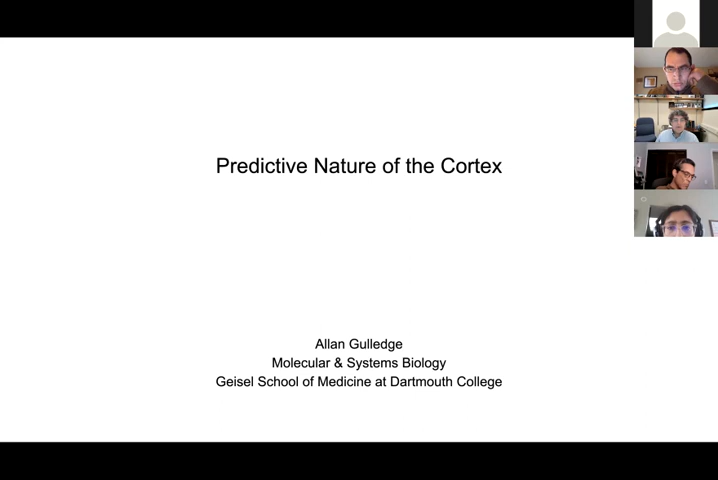 Predictive Nature of the Cortex
Allan Gulledge
Molecular & Systems Biology
Geisel School of Medicine at Dartmouth College